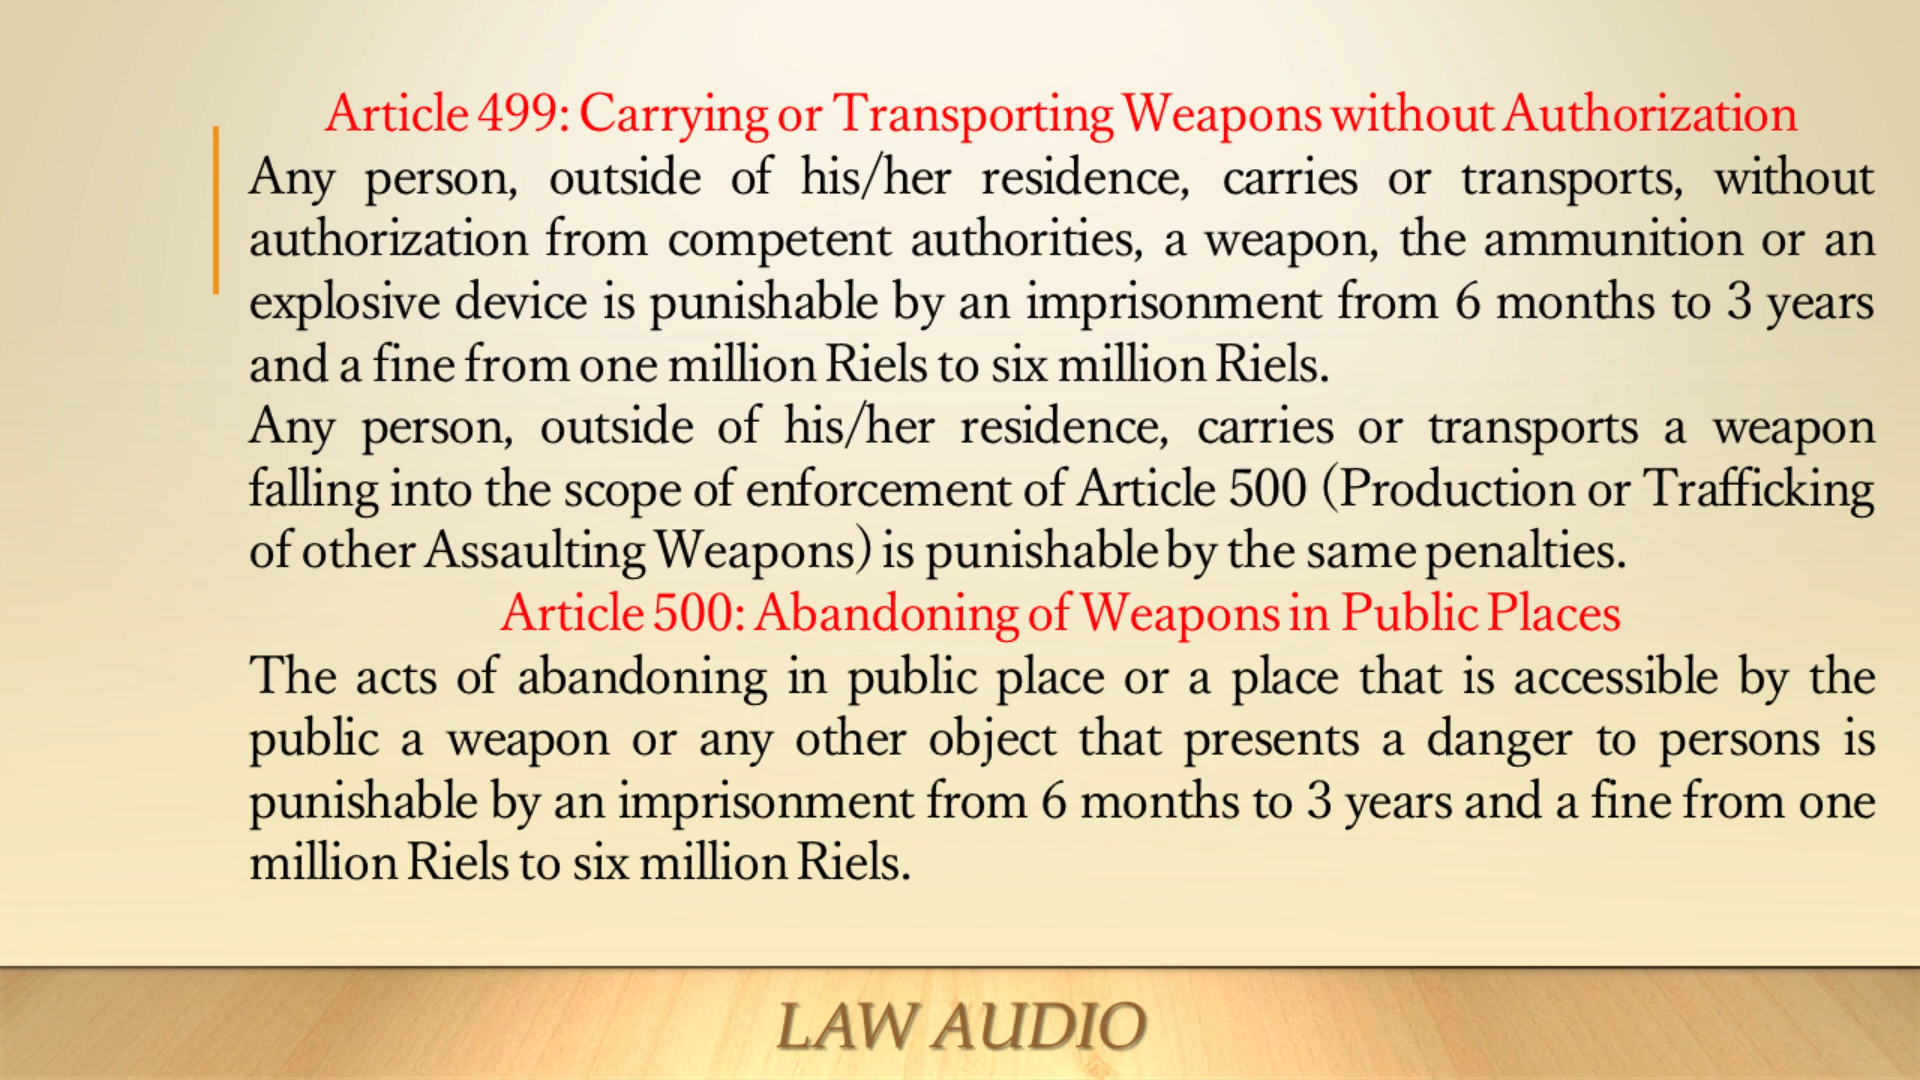 Article 499: Carrying or Transporting Weapons without Authorization
Any person, outside of his/her residence, carries or transports, without
authorization from competent authorities, a weapon, the ammunition or an
explosive device is punishable by an imprisonment from 6 months to 3 years
and a fine from one million Riels to six million Riels.
Any person, outside of his/her residence, carries or transports a weapon
falling into the scope of enforcement of Article 500 (Production or Trafficking
of other Assaulting Weapons) is punishable by the same penalties.
Article 500: Abandoning of Weapons in Public Places
The acts of abandoning in public place or a place that is accessible by the
public a weapon or any other object that presents a danger to persons is
punishable by an imprisonment from 6 months to 3 years and a fine from one
million Riels to six million Riels.
LAW AUDIO